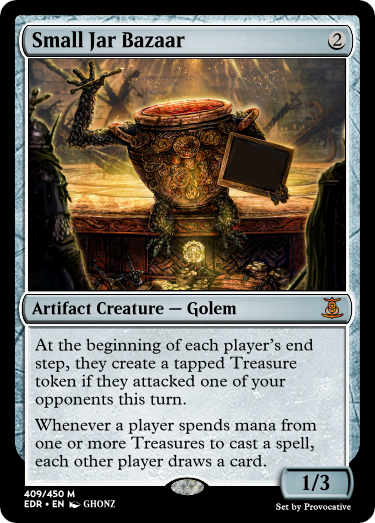 Small Jar Bazaar 2
Artifact Creature — Golem
At the beginning of each player's end
step, they create a tapped Treasure
token if they attacked one of your
opponents this turn.
Whenever a player spends mana from
one or more Treasures to cast a spell,
each other player draws a card.
1/3
409/450 M
EDR • EN GHONZ
Set by Provocative